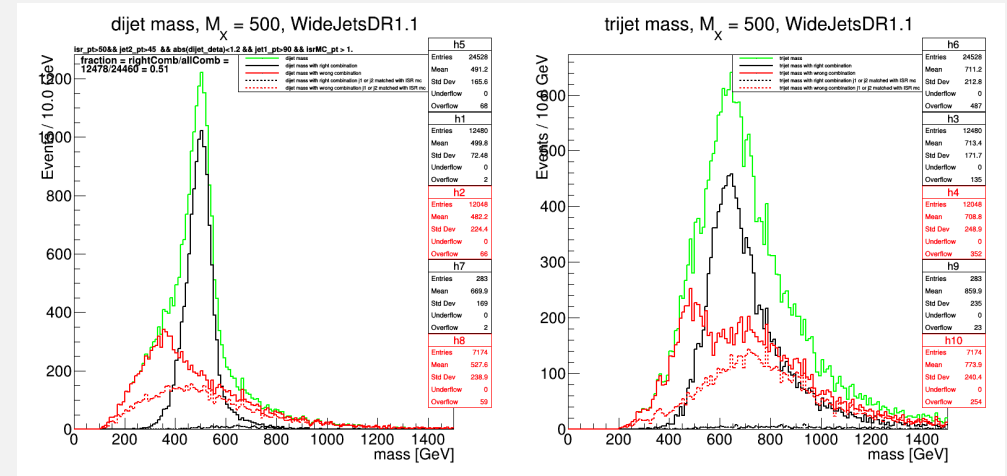 dijet mass, M_X = 500, WideJetsDR1.1
isr_pt>50&& jet2_pt>45 && abs(dijet_deta)<1.2 && jet1_pt>90 && isrMC_pt > 1.
fraction = rightComb/allComb =
12478/24460 = 0.51
dijet mass
dijet mass with right combination
dijet mass with wrong combination
dijet mass with right combination j1 or j2 matched with ISR mc
dijet mass with wrong combination j1 or j2 matched with ISR mc
Events / 10.0 GeV
1200
1000
800
600
400
200
0
0 200 400 600 800 1000 1200 1400
mass [GeV]
h5
Entries 24528
Mean 491.2
Std Dev 165.6
Underflow 0
Overflow 68
h1
Entries 12480
Mean 499.8
Std Dev 72.48
Underflow 0
Overflow 2
h2
Entries 12048
Mean 482.2
Std Dev 224.4
Underflow 0
Overflow 66
h7
Entries 283
Mean 669.9
Std Dev 169
Underflow 0
Overflow 2
h8
Entries 7174
Mean 527.6
Std Dev 238.9
Underflow 0
Overflow 59
trijet mass, M_X = 500, WideJetsDR1.1
trijet mass
trijet mass with right combination
trijet mass with wrong combination
trijet mass with right combination j1 or j2 matched with ISR mc
trijet mass with wrong combination j1 or j2 matched with ISR mc
Events / 10.0 GeV
600
500
400
300
200
100
0
0 200 400 600 800 1000 1200 1400
mass [GeV]
h6
Entries 24528
Mean 711.2
Std Dev 212.8
Underflow 0
Overflow 487
h3
Entries 12480
Mean 713.4
Std Dev 171.7
Underflow 0
Overflow 135
h4
Entries 12048
Mean 708.8
Std Dev 248.9
Underflow 0
Overflow 352
h9
Entries 283
Mean 859.9
Std Dev 235
Underflow 0
Overflow 23
h10
Entries 7174
Mean 773.9
Std Dev 240.4
Underflow 0
Overflow 254